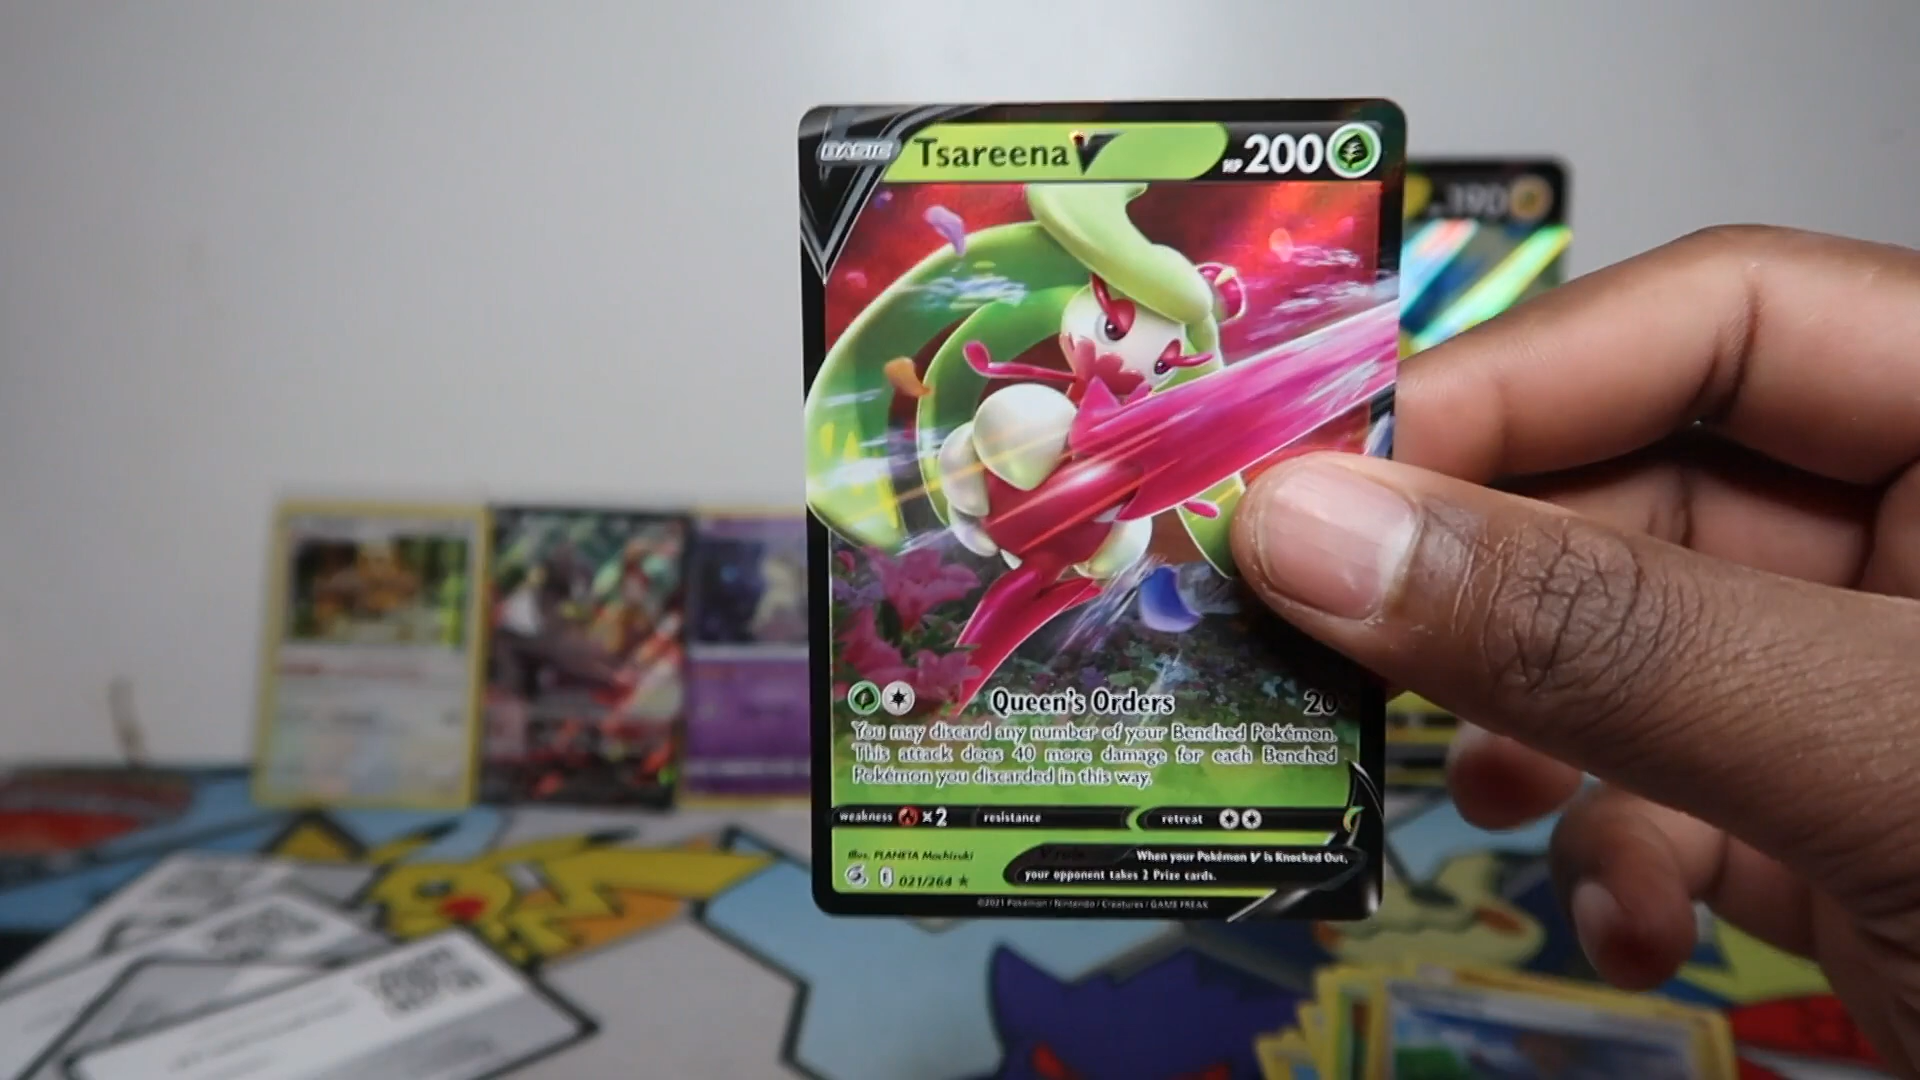 BASIC Tsareena V HP 200
Queen's Orders 20
You may discard any number of your Benched Pokémon.
This attack does 40 more damage for each Benched
Pokémon you discarded in this way.
weakness ×2 resistance retreat
Illus. PLANETA Mochizuki
When your Pokémon V is Knocked Out,
your opponent takes 2 Prize cards.
F 021/264 ★
©2021 Pokémon / Nintendo / Creatures / GAME FREAK
390